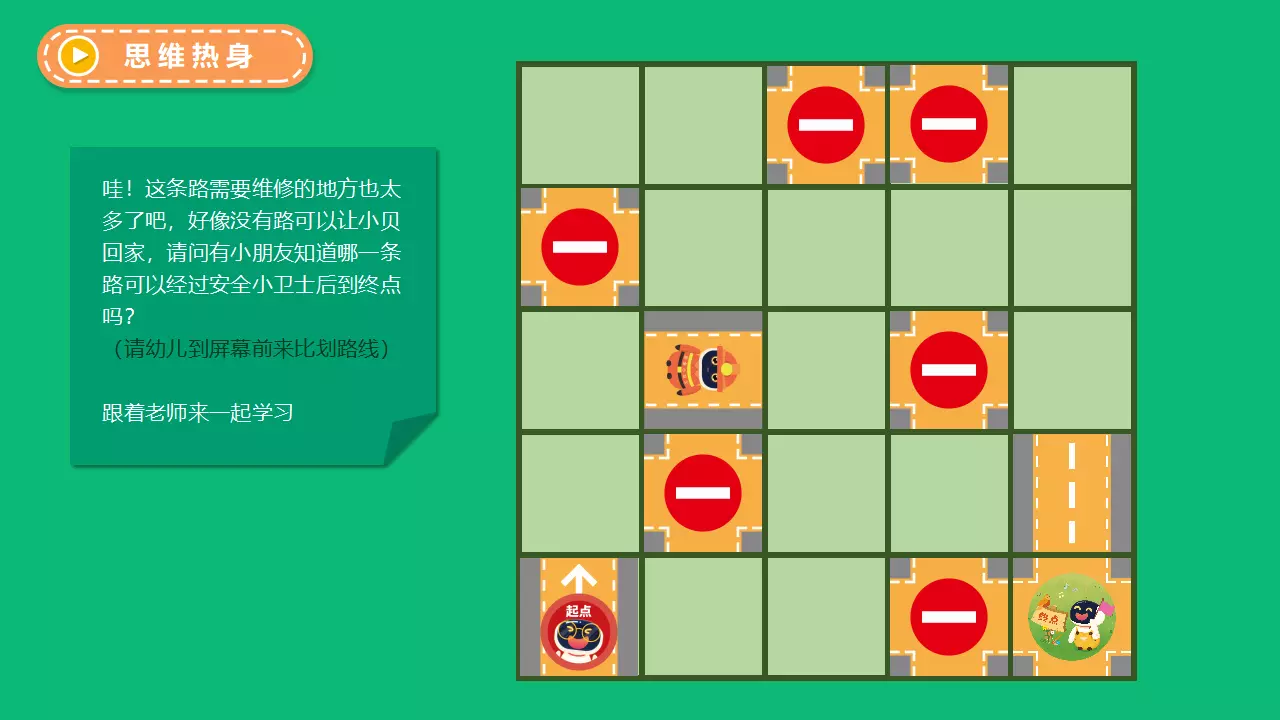 思维热身
哇！这条路需要维修的地方也太
多了吧，好像没有路可以让小贝
回家，请问有小朋友知道哪一条
路可以经过安全小卫士后到终点
吗？
（请幼儿到屏幕前来比划路线）
跟着老师来一起学习
起点
终点